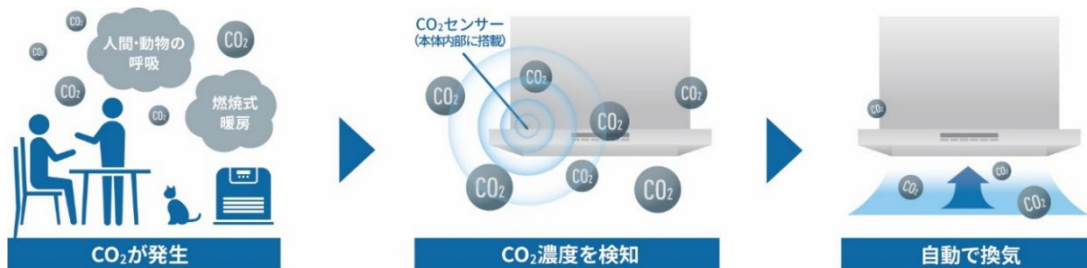 人間・動物の
呼吸
CO₂
CO₂
CO₂
CO₂
燃焼式
暖房
CO₂が発生
CO₂センサー
(本体内部に搭載)
CO₂
CO₂
CO₂
CO₂
CO₂
CO₂
CO₂
CO₂濃度を検知
CO₂
CO₂
CO₂
CO₂
自動で換気